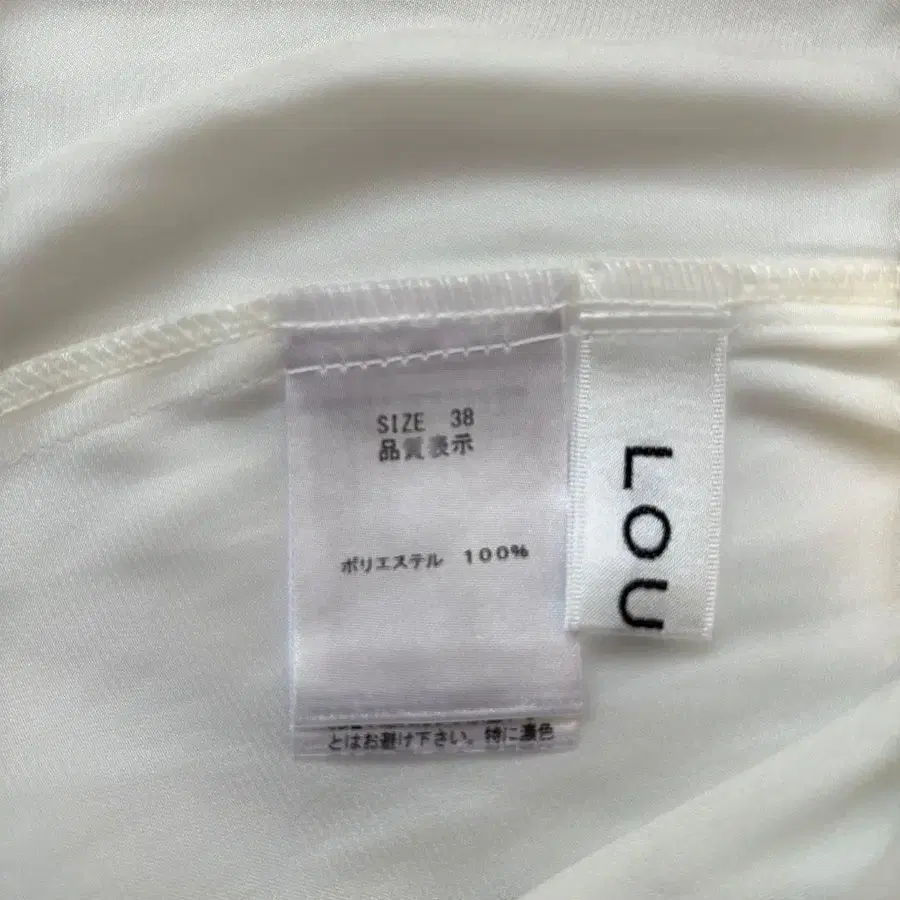 SIZE 38
品質表示
ポリエステル 100%
とはお避け下さい。特に濃色
LOU